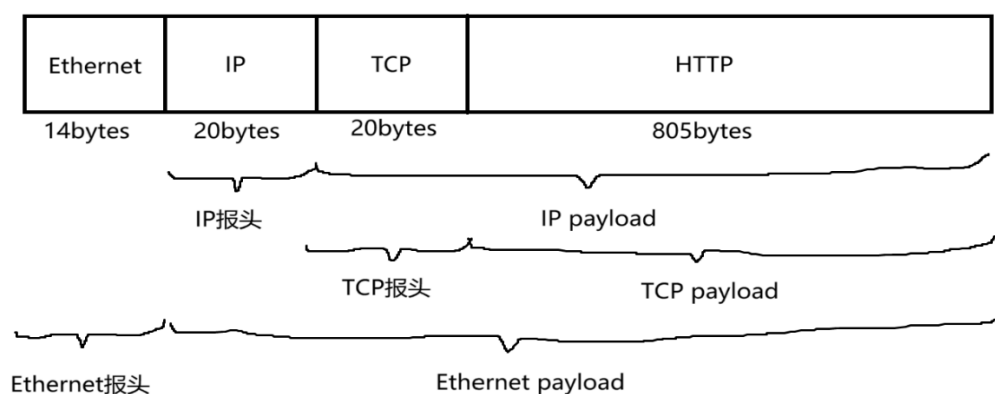 Ethernet IP TCP HTTP
14bytes 20bytes 20bytes 805bytes
IP报头 IP payload
TCP报头 TCP payload
Ethernet报头 Ethernet payload